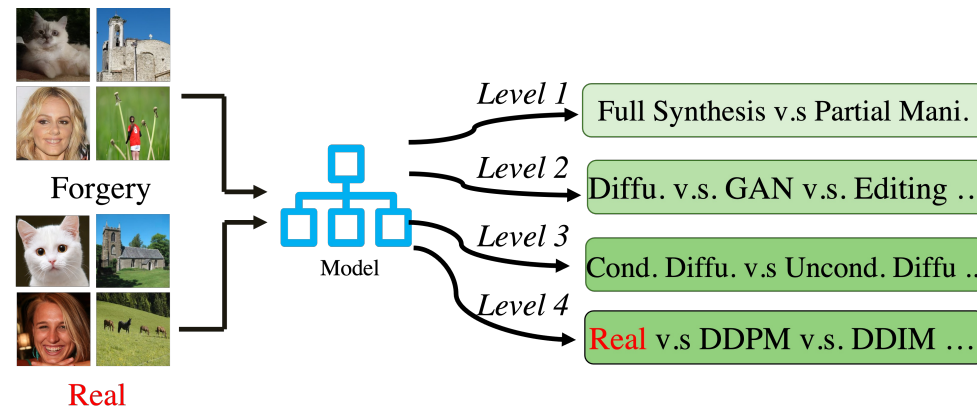 Forgery
Real
Model
Level 1
Full Synthesis v.s Partial Mani.
Level 2
Diffu. v.s. GAN v.s. Editing ..
Level 3
Cond. Diffu. v.s Uncond. Diffu ..
Level 4
Real v.s DDPM v.s. DDIM ...